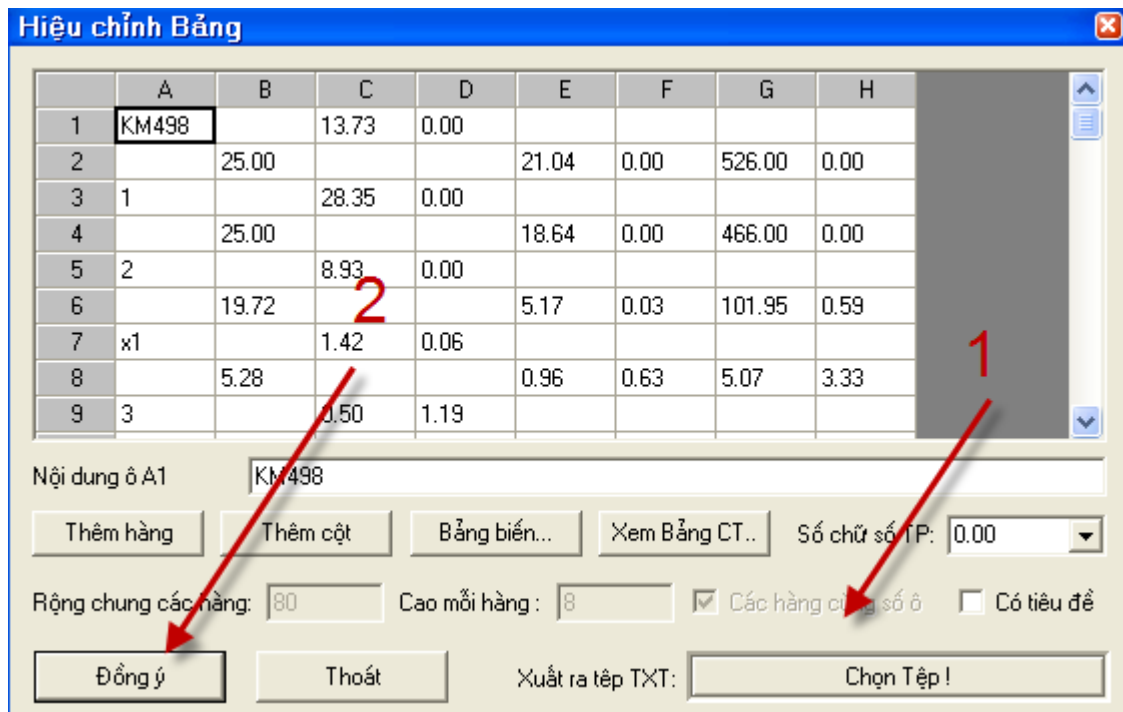 Hiệu chỉnh Bảng
A B C D E F G H
1 KM498 13.73 0.00
2 25.00 21.04 0.00 526.00 0.00
3 1 28.35 0.00
4 25.00 18.64 0.00 466.00 0.00
5 2 8.93 0.00
6 19.72 5.17 0.03 101.95 0.59
7 x1 1.42 0.06
8 5.28 0.96 0.63 5.07 3.33
9 3 0.50 1.19
2
1
Nội dung ô A1 KM498
Thêm hàng Thêm cột Bảng biến... Xem Bảng CT.. Số chữ số TP: 0.00
Rộng chung các hàng: 80 Cao mỗi hàng : 8 Các hàng cùng số ô Có tiêu đề
Đồng ý Thoát Xuất ra tệp TXT: Chọn Tệp !